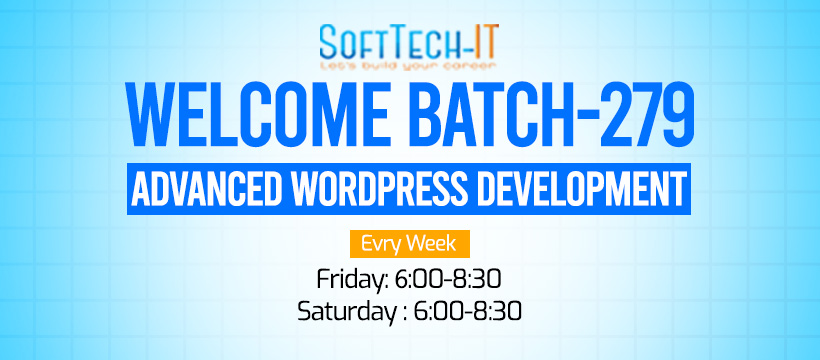 SOFTTECH-IT
Let's build your career
WELCOME BATCH-279
ADVANCED WORDPRESS DEVELOPMENT
Evry Week
Friday: 6:00-8:30
Saturday : 6:00-8:30